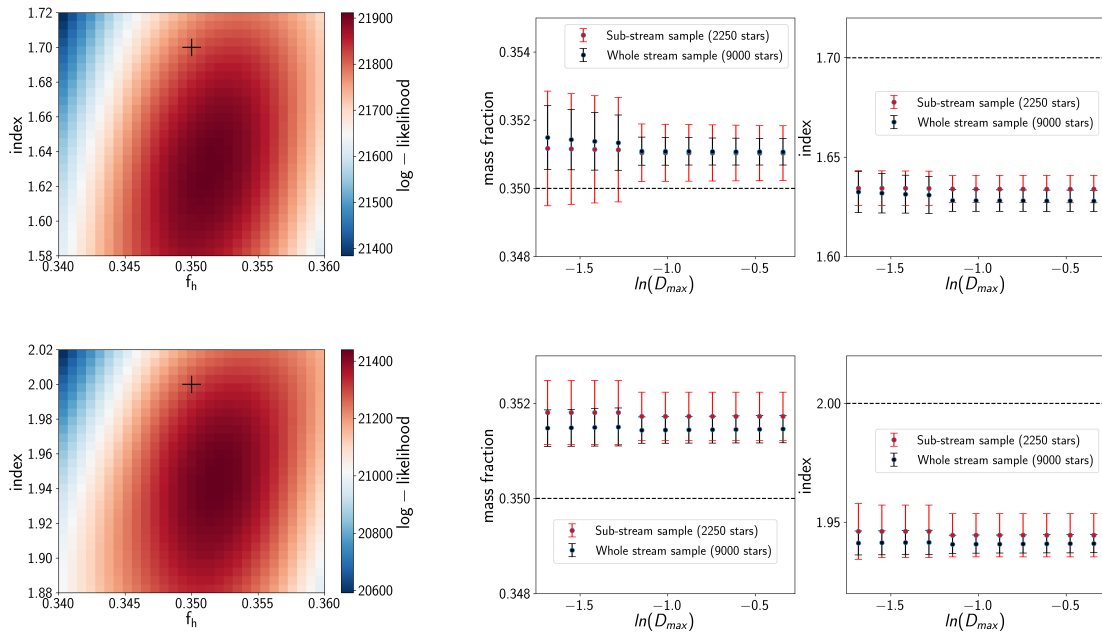 1.72
1.70
1.68
1.66
1.64
1.62
1.60
1.58
index
0.340
0.345
0.350
0.355
0.360
f_h
21900
21800
21700
21600
21500
21400
log − likelihood
0.354
0.352
0.350
0.348
mass fraction
Sub-stream sample (2250 stars)
Whole stream sample (9000 stars)
−1.5
−1.0
−0.5
ln(D_max)
1.70
1.65
1.60
index
Sub-stream sample (2250 stars)
Whole stream sample (9000 stars)
−1.5
−1.0
−0.5
ln(D_max)
2.02
2.00
1.98
1.96
1.94
1.92
1.90
1.88
index
0.340
0.345
0.350
0.355
0.360
f_h
21400
21200
21000
20800
20600
log − likelihood
0.352
0.350
0.348
mass fraction
Sub-stream sample (2250 stars)
Whole stream sample (9000 stars)
−1.5
−1.0
−0.5
ln(D_max)
2.00
1.95
index
Sub-stream sample (2250 stars)
Whole stream sample (9000 stars)
−1.5
−1.0
−0.5
ln(D_max)